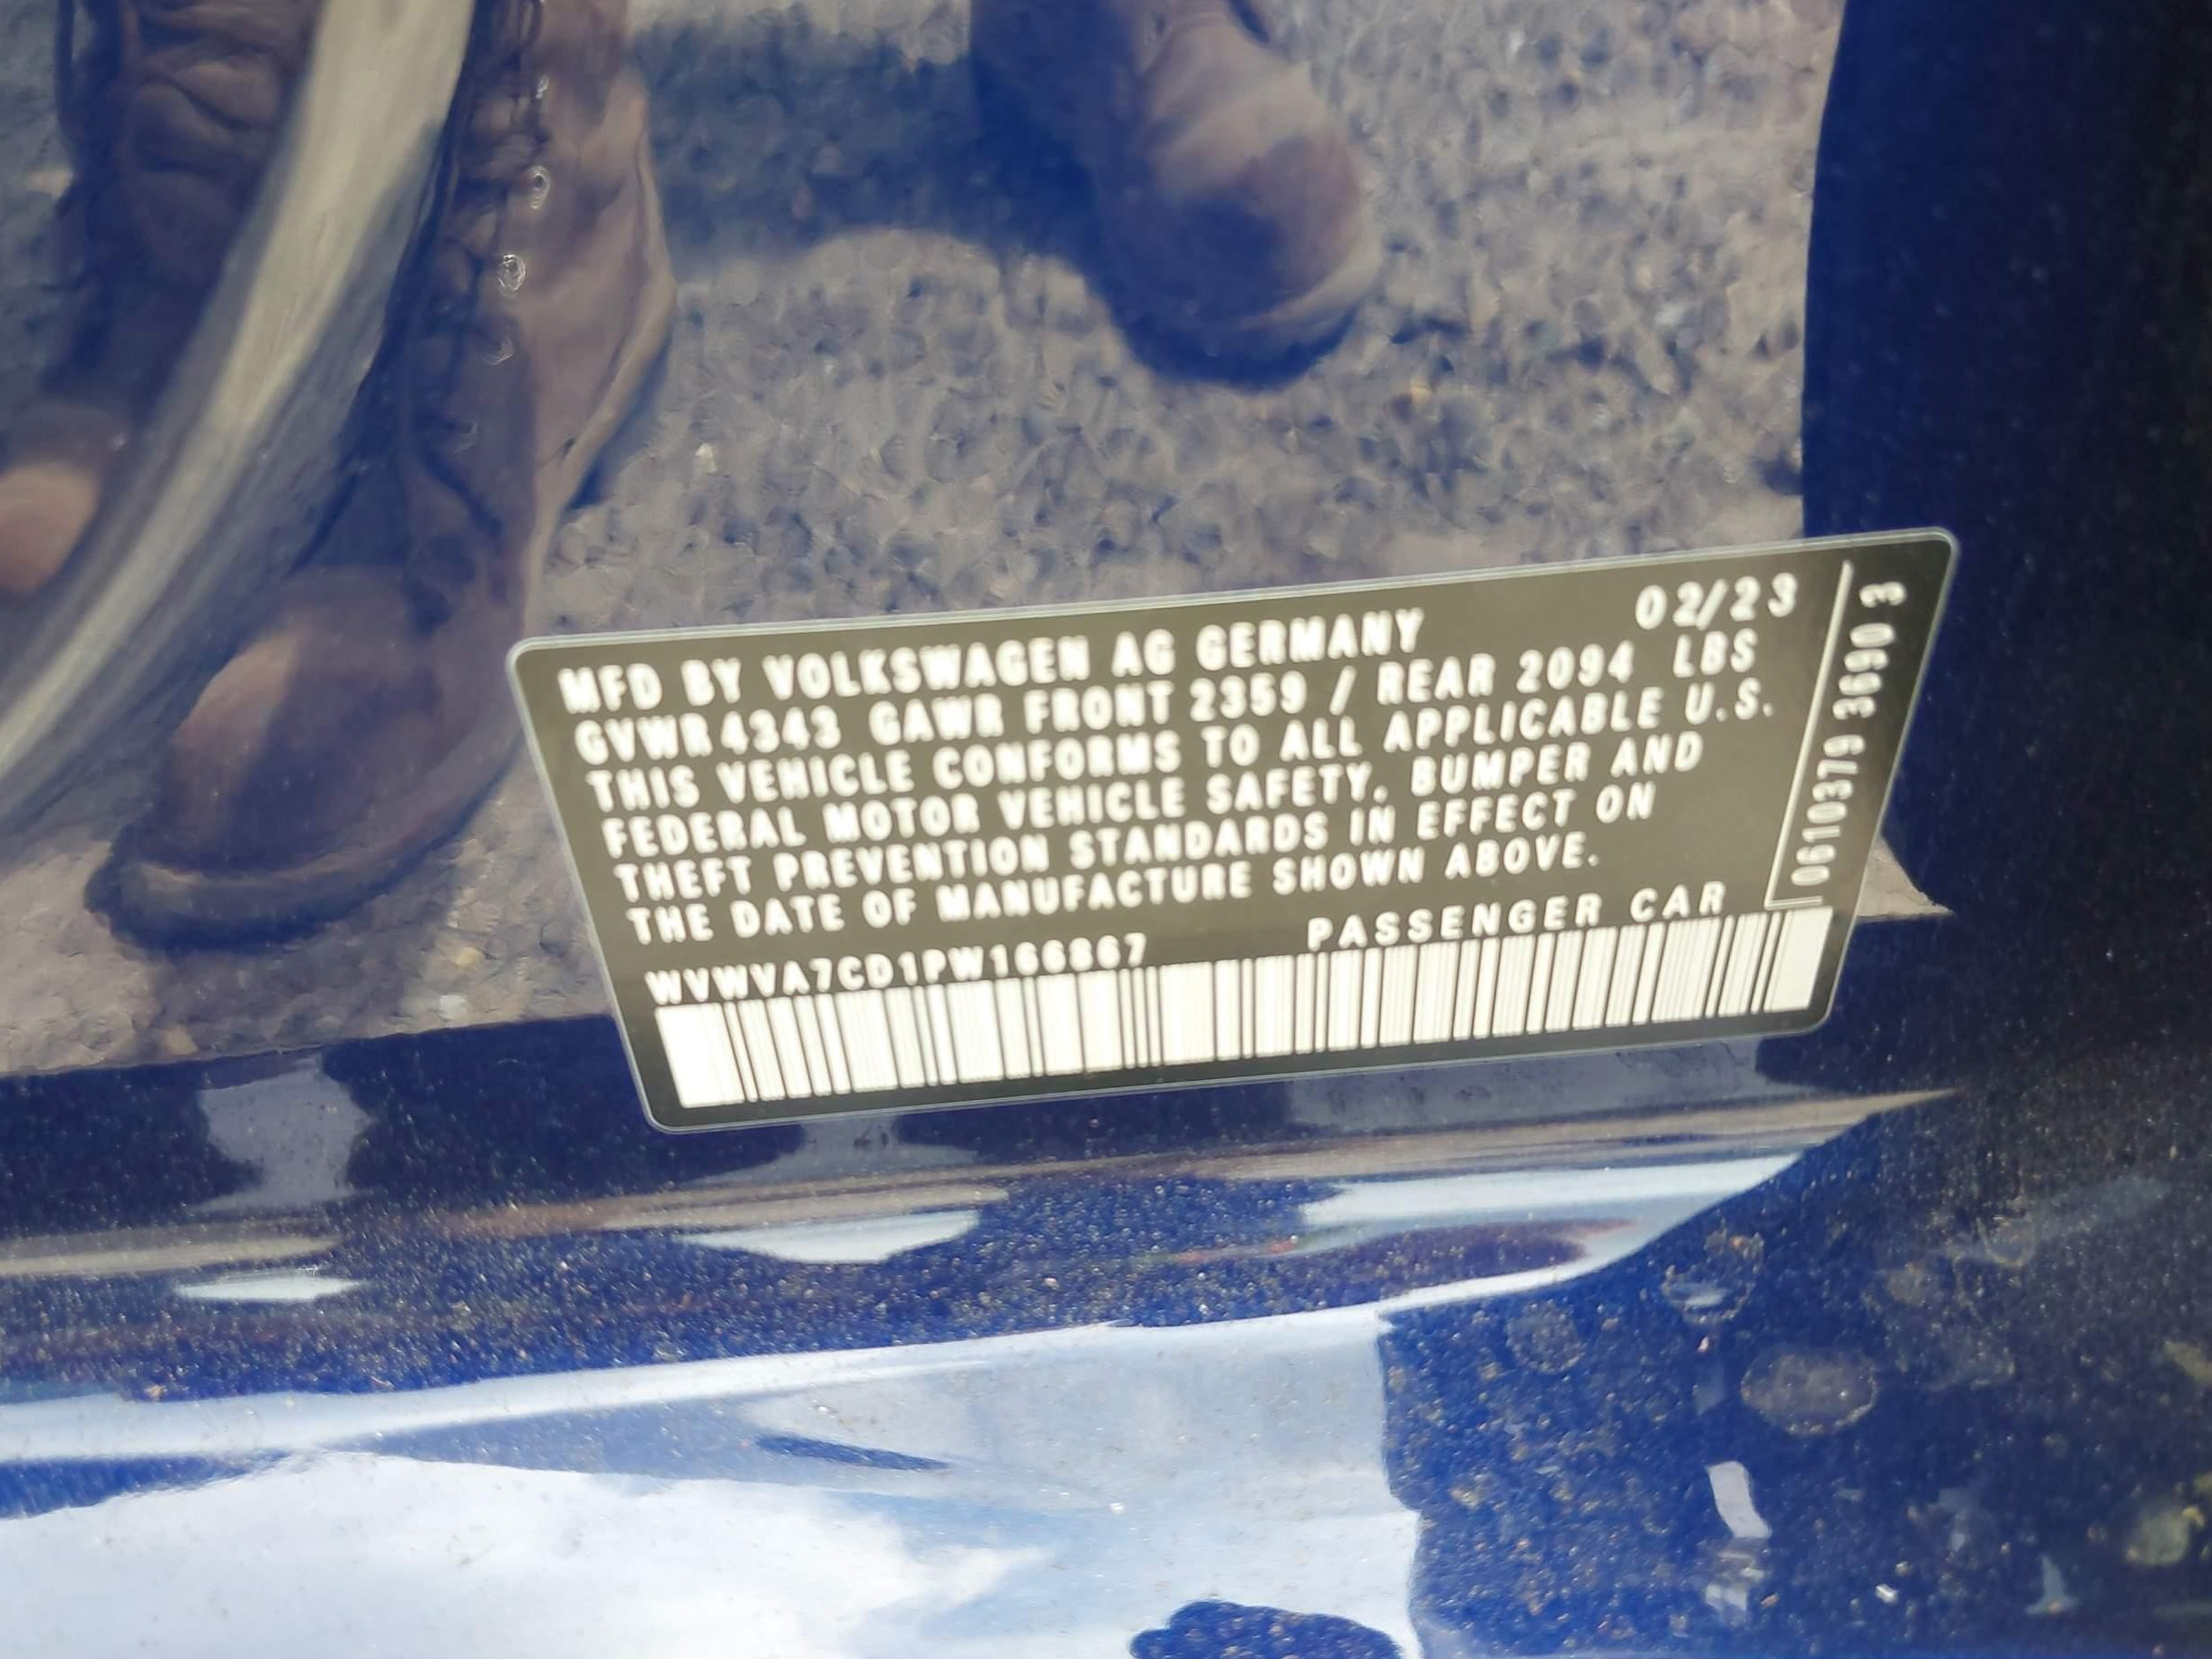 MFD BY VOLKSWAGEN AG GERMANY 02/23
GVWR 4343 GAWR FRONT 2359 / REAR 2094 LBS
THIS VEHICLE CONFORMS TO ALL APPLICABLE U.S.
FEDERAL MOTOR VEHICLE SAFETY, BUMPER AND
THEFT PREVENTION STANDARDS IN EFFECT ON
THE DATE OF MANUFACTURE SHOWN ABOVE.
WVWVA7CD1PW166867 PASSENGER CAR
0610379 3690 3